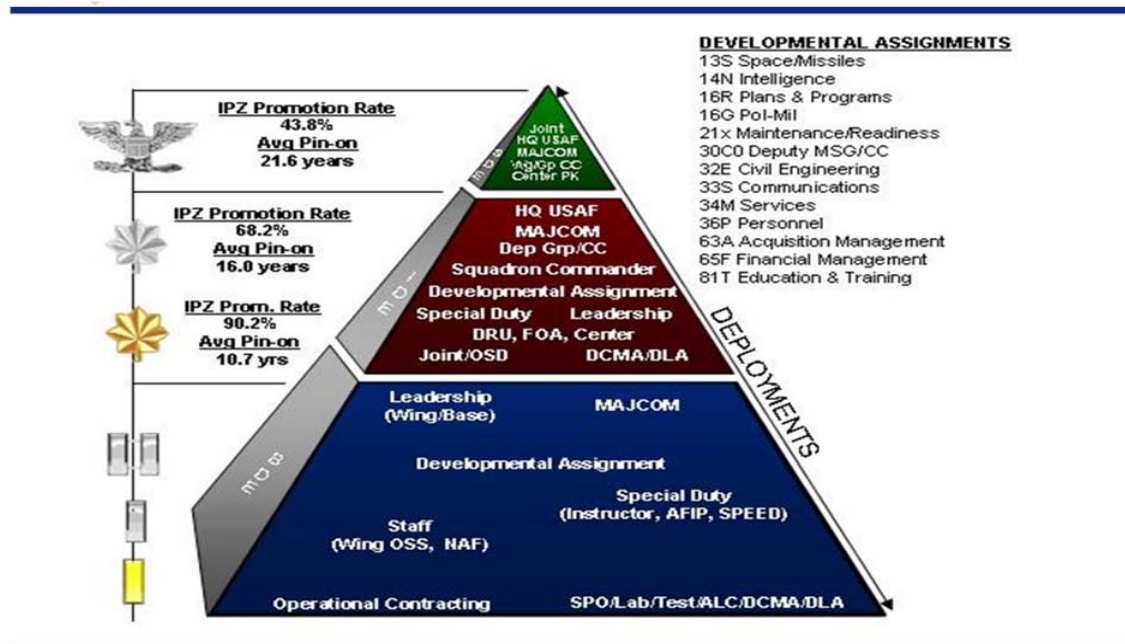 DEVELOPMENTAL ASSIGNMENTS
13S Space/Missiles
14N Intelligence
16R Plans & Programs
16G Pol-Mil
21x Maintenance/Readiness
30C0 Deputy MSG/CC
32E Civil Engineering
33S Communications
34M Services
36P Personnel
63A Acquisition Management
65F Financial Management
81T Education & Training
IPZ Promotion Rate
43.8%
Avg Pin-on
21.6 years
IPZ Promotion Rate
68.2%
Avg Pin-on
16.0 years
IPZ Prom. Rate
90.2%
Avg Pin-on
10.7 yrs
Joint
HQ USAF
MAJCOM
Wg/Gp CC
Center PK
HQ USAF
MAJCOM
Dep Grp/CC
Squadron Commander
Developmental Assignment
Special Duty Leadership
DRU, FOA, Center
Joint/OSD DCMA/DLA
IDE
DEPLOYMENTS
Leadership
(Wing/Base)
MAJCOM
Developmental Assignment
Special Duty
(Instructor, AFIP, SPEED)
Staff
(Wing OSS, NAF)
Operational Contracting
SPO/Lab/Test/ALC/DCMA/DLA